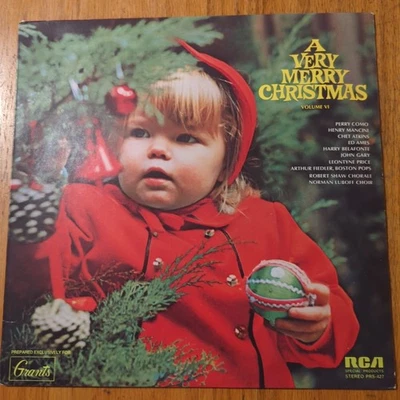 A
VERY
MERRY
CHRISTMAS
VOLUME VI
PERRY COMO
HENRY MANCINI
CHET ATKINS
ED AMES
HARRY BELAFONTE
JOHN GARY
LEONTYNE PRICE
ARTHUR FIEDLER, BOSTON POPS
ROBERT SHAW CHORALE
NORMAN LUBOFF CHOIR
PREPARED EXCLUSIVELY FOR
Grants
RCA
SPECIAL PRODUCTS
STEREO PRS-427